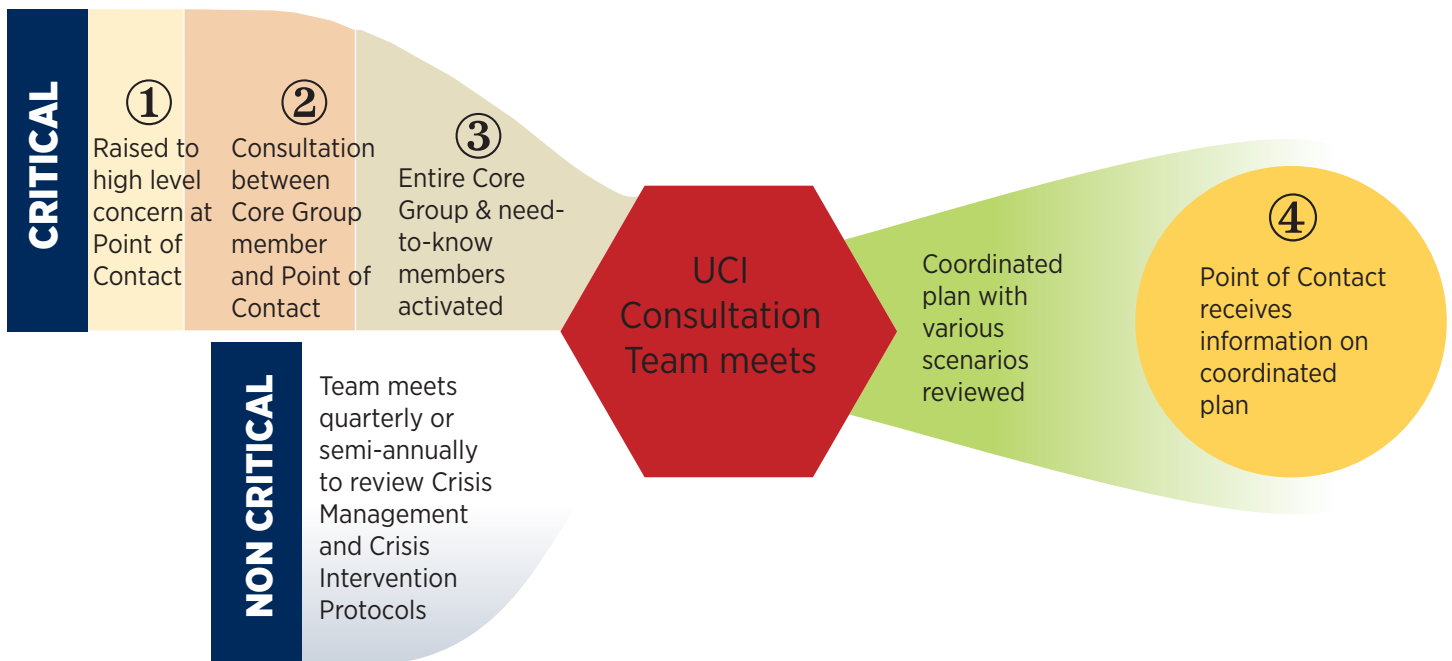 CRITICAL
①
Raised to
high level
concern at
Point of
Contact
②
Consultation
between
Core Group
member
and Point of
Contact
③
Entire Core
Group & need-
to-know
members
activated
NON CRITICAL
Team meets
quarterly or
semi-annually
to review Crisis
Management
and Crisis
Intervention
Protocols
UCI
Consultation
Team meets
Coordinated
plan with
various
scenarios
reviewed
④
Point of Contact
receives
information on
coordinated
plan